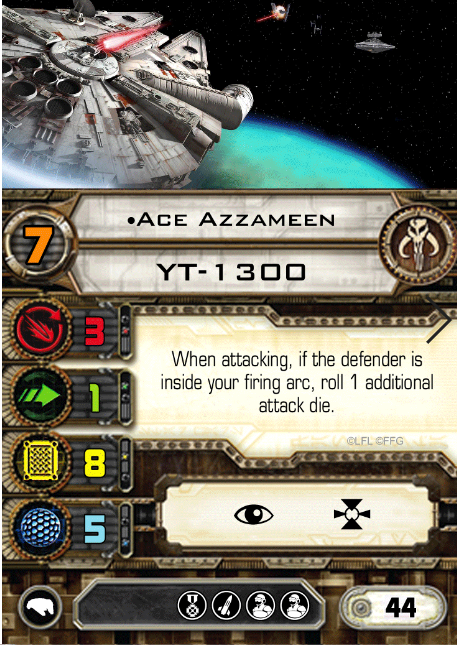 •Ace Azzameen
7
YT-1300
3
When attacking, if the defender is
inside your firing arc, roll 1 additional
attack die.
1
©LFL ©FFG
8
5
44